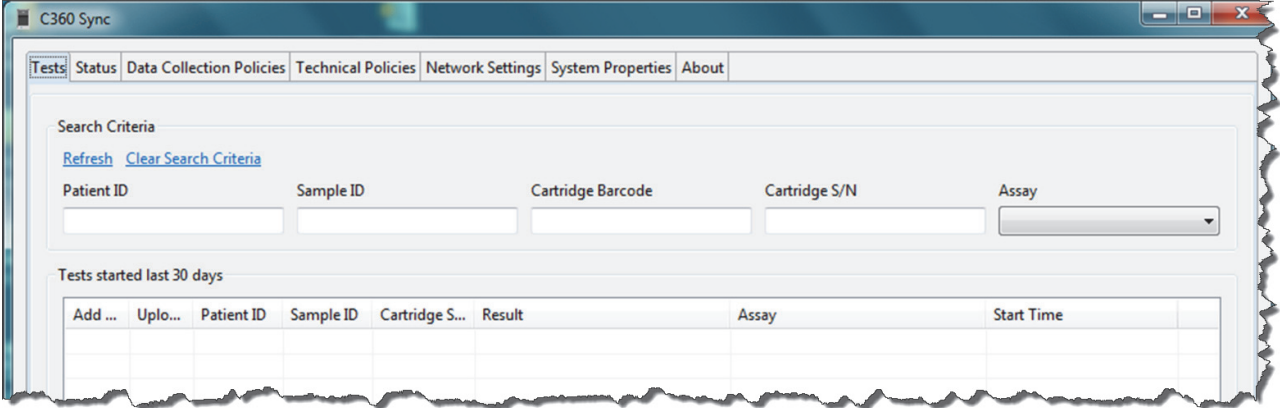 C360 Sync
Tests Status Data Collection Policies Technical Policies Network Settings System Properties About
Search Criteria
Refresh Clear Search Criteria
Patient ID Sample ID Cartridge Barcode Cartridge S/N Assay
Tests started last 30 days
Add ... Uplo... Patient ID Sample ID Cartridge S... Result Assay Start Time